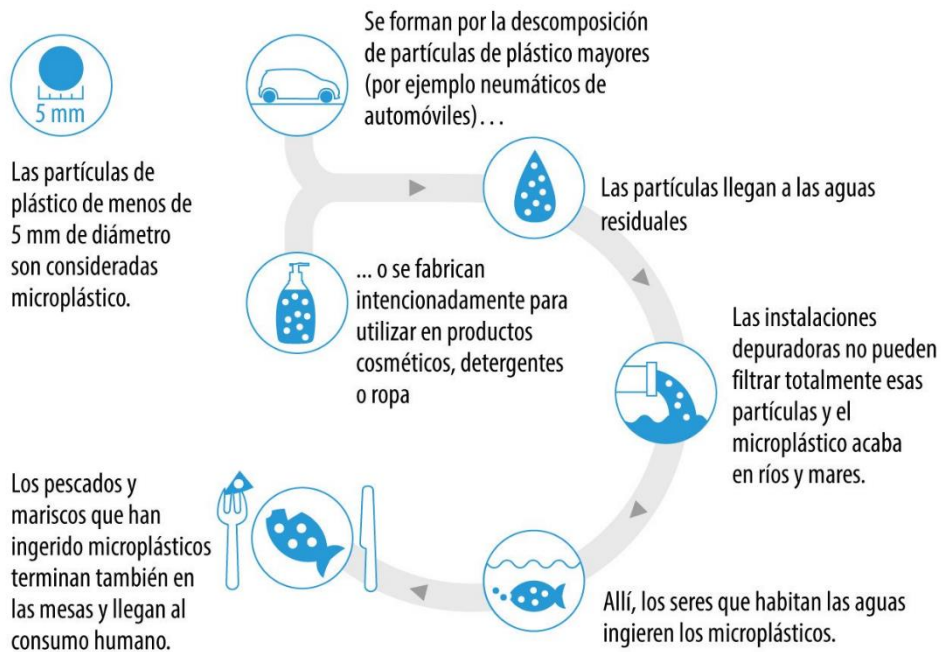 5 mm
Las partículas de
plástico de menos de
5 mm de diámetro
son consideradas
microplástico.
Se forman por la descomposición
de partículas de plástico mayores
(por ejemplo neumáticos de
automóviles)...
... o se fabrican
intencionadamente para
utilizar en productos
cosméticos, detergentes
o ropa
Las partículas llegan a las aguas
residuales
Las instalaciones
depuradoras no pueden
filtrar totalmente esas
partículas y el
microplástico acaba
en ríos y mares.
Allí, los seres que habitan las aguas
ingieren los microplásticos.
Los pescados y
mariscos que han
ingerido microplásticos
terminan también en
las mesas y llegan al
consumo humano.